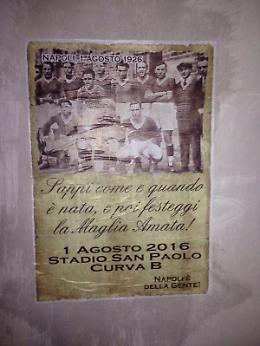 NAPOLI 1 AGOSTO 1926
Sappi come e quando
è nata, e poi festeggi
la Maglia Amata!
1 AGOSTO 2016
STADIO SAN PAOLO
CURVA B
NAPOLI È
DELLA GENTE!